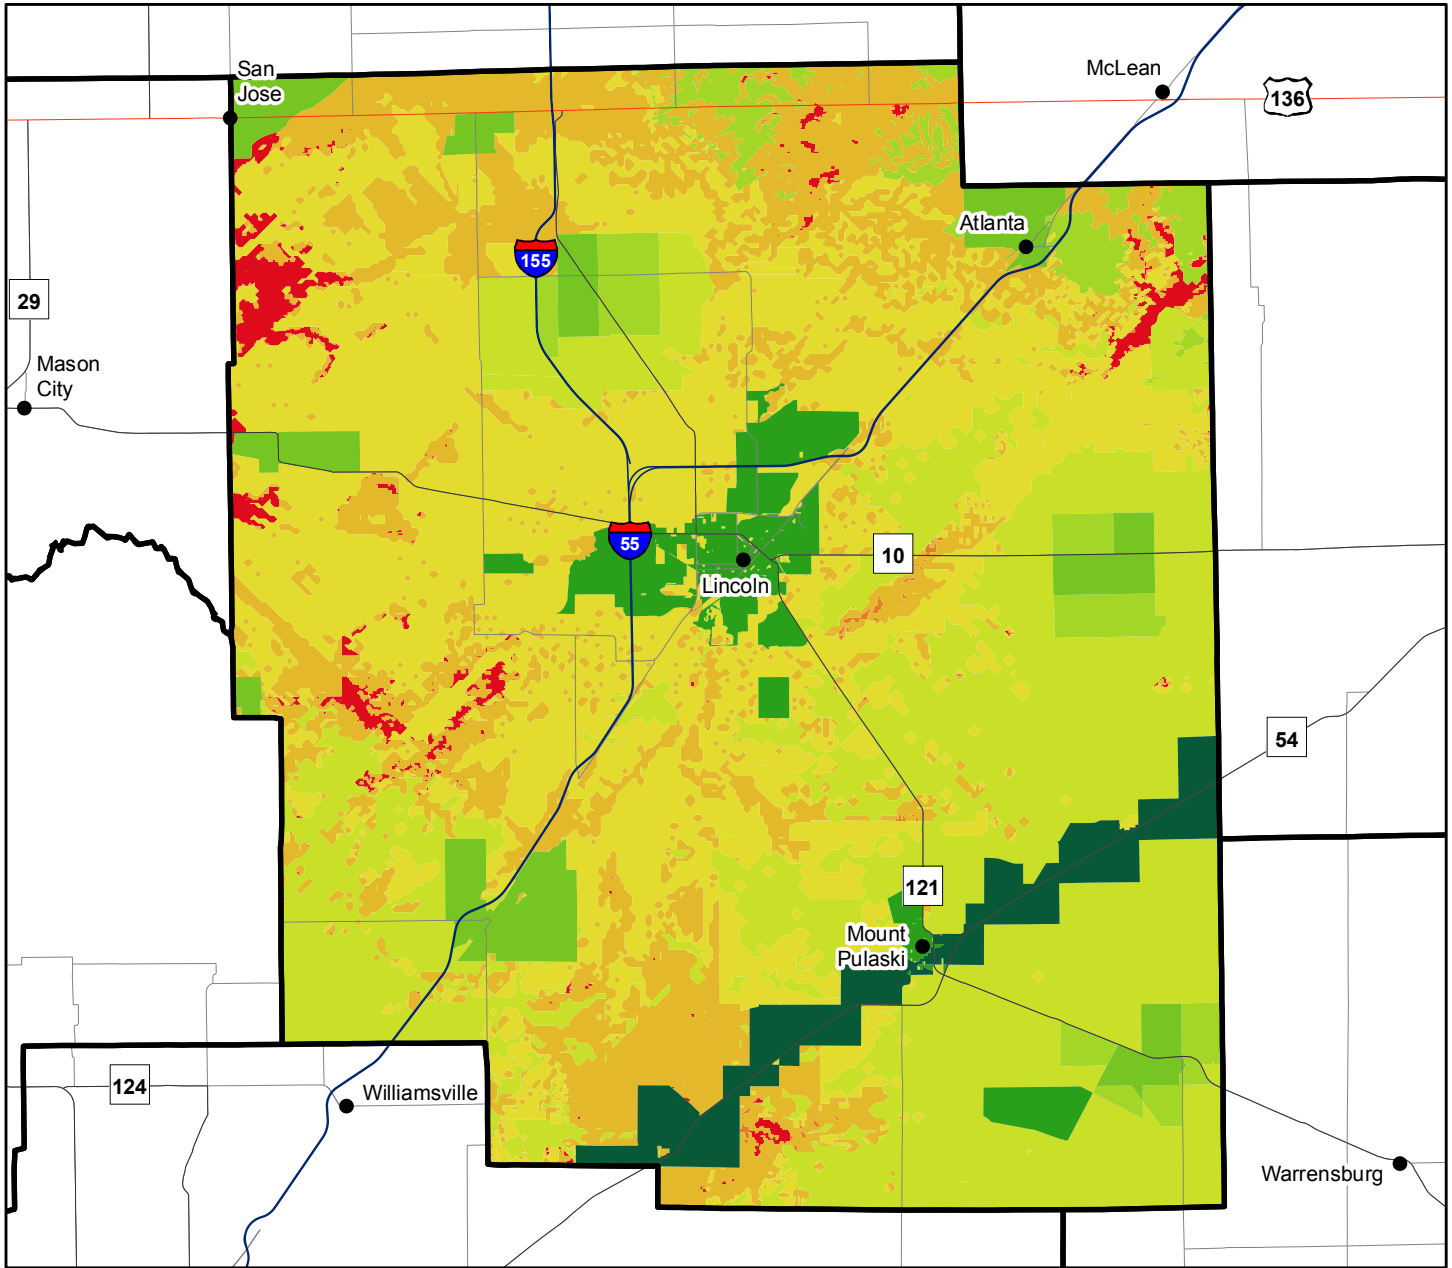 San
Jose
McLean
136
Atlanta
155
29
Mason
City
55
10
Lincoln
54
121
Mount
Pulaski
124
Williamsville
Warrensburg